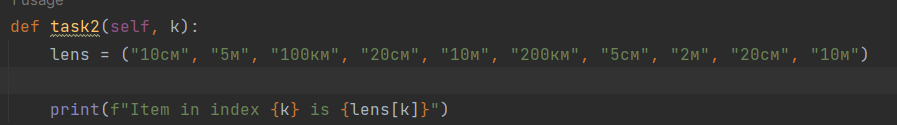 1 usage
def task2(self, k):
lens = ("10см", "5м", "100км", "20см", "10м", "200км", "5см", "2м", "20см", "10м")
print(f"Item in index {k} is {lens[k]}")